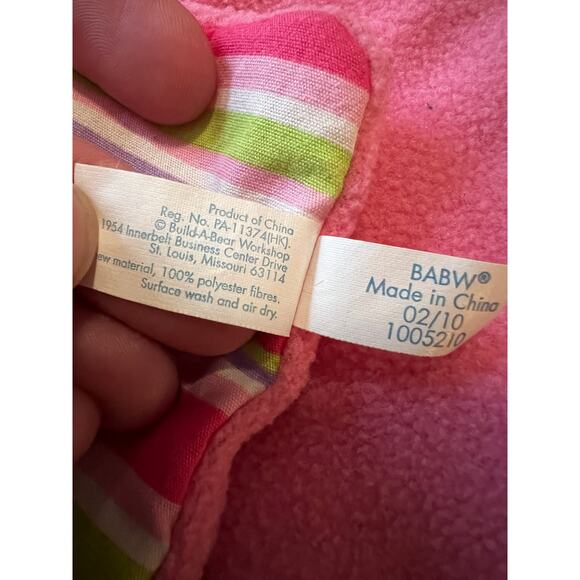 Product of China
Reg. No. PA-11374(HK).
© Build-A-Bear Workshop
1954 Innerbelt Business Center Drive
St. Louis, Missouri 63114
material, 100% polyester fibres.
Surface wash and air dry.
BABW®
Made in China
02/10
1005210